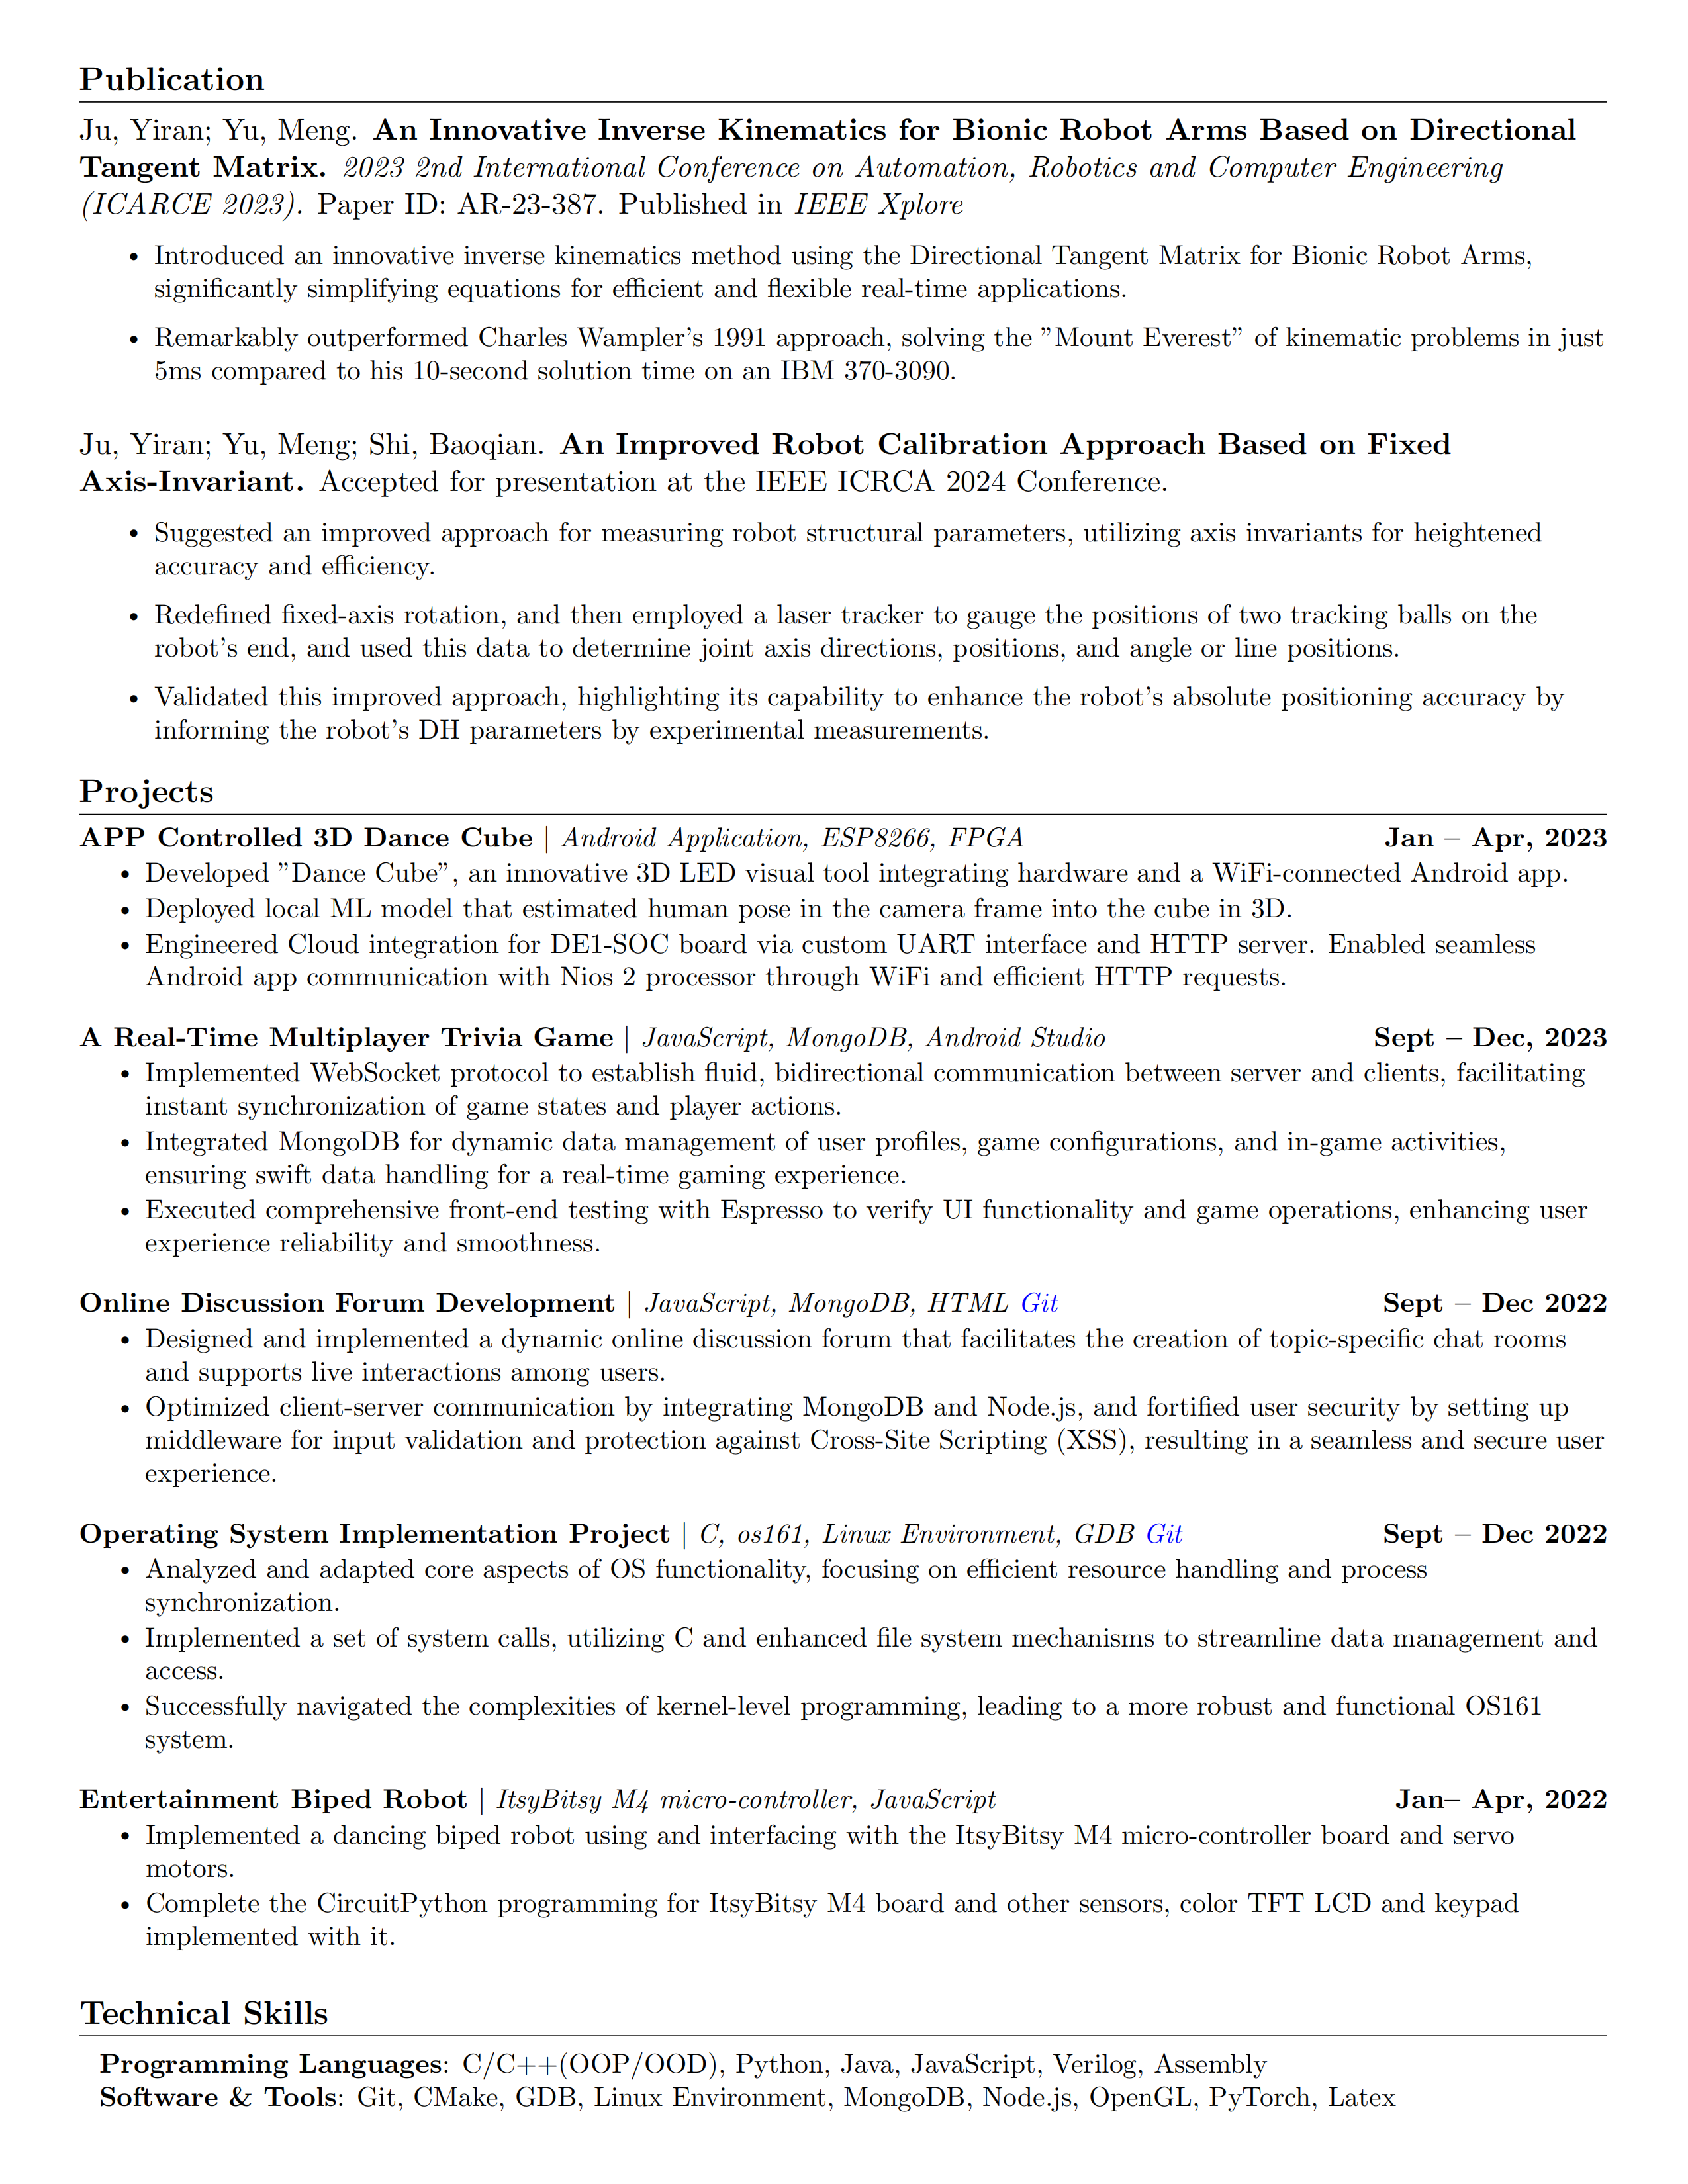 Publication
Ju, Yiran; Yu, Meng. An Innovative Inverse Kinematics for Bionic Robot Arms Based on Directional
Tangent Matrix. 2023 2nd International Conference on Automation, Robotics and Computer Engineering
(ICARCE 2023). Paper ID: AR-23-387. Published in IEEE Xplore
• Introduced an innovative inverse kinematics method using the Directional Tangent Matrix for Bionic Robot Arms,
significantly simplifying equations for efficient and flexible real-time applications.
• Remarkably outperformed Charles Wampler's 1991 approach, solving the ”Mount Everest” of kinematic problems in just
5ms compared to his 10-second solution time on an IBM 370-3090.
Ju, Yiran; Yu, Meng; Shi, Baoqian. An Improved Robot Calibration Approach Based on Fixed
Axis-Invariant. Accepted for presentation at the IEEE ICRCA 2024 Conference.
• Suggested an improved approach for measuring robot structural parameters, utilizing axis invariants for heightened
accuracy and efficiency.
• Redefined fixed-axis rotation, and then employed a laser tracker to gauge the positions of two tracking balls on the
robot's end, and used this data to determine joint axis directions, positions, and angle or line positions.
• Validated this improved approach, highlighting its capability to enhance the robot's absolute positioning accuracy by
informing the robot's DH parameters by experimental measurements.
Projects
APP Controlled 3D Dance Cube | Android Application, ESP8266, FPGA Jan – Apr, 2023
• Developed ”Dance Cube”, an innovative 3D LED visual tool integrating hardware and a WiFi-connected Android app.
• Deployed local ML model that estimated human pose in the camera frame into the cube in 3D.
• Engineered Cloud integration for DE1-SOC board via custom UART interface and HTTP server. Enabled seamless
Android app communication with Nios 2 processor through WiFi and efficient HTTP requests.
A Real-Time Multiplayer Trivia Game | JavaScript, MongoDB, Android Studio Sept – Dec, 2023
• Implemented WebSocket protocol to establish fluid, bidirectional communication between server and clients, facilitating
instant synchronization of game states and player actions.
• Integrated MongoDB for dynamic data management of user profiles, game configurations, and in-game activities,
ensuring swift data handling for a real-time gaming experience.
• Executed comprehensive front-end testing with Espresso to verify UI functionality and game operations, enhancing user
experience reliability and smoothness.
Online Discussion Forum Development | JavaScript, MongoDB, HTML Git Sept – Dec 2022
• Designed and implemented a dynamic online discussion forum that facilitates the creation of topic-specific chat rooms
and supports live interactions among users.
• Optimized client-server communication by integrating MongoDB and Node.js, and fortified user security by setting up
middleware for input validation and protection against Cross-Site Scripting (XSS), resulting in a seamless and secure user
experience.
Operating System Implementation Project | C, os161, Linux Environment, GDB Git Sept – Dec 2022
• Analyzed and adapted core aspects of OS functionality, focusing on efficient resource handling and process
synchronization.
• Implemented a set of system calls, utilizing C and enhanced file system mechanisms to streamline data management and
access.
• Successfully navigated the complexities of kernel-level programming, leading to a more robust and functional OS161
system.
Entertainment Biped Robot | ItsyBitsy M4 micro-controller, JavaScript Jan– Apr, 2022
• Implemented a dancing biped robot using and interfacing with the ItsyBitsy M4 micro-controller board and servo
motors.
• Complete the CircuitPython programming for ItsyBitsy M4 board and other sensors, color TFT LCD and keypad
implemented with it.
Technical Skills
Programming Languages: C/C++(OOP/OOD), Python, Java, JavaScript, Verilog, Assembly
Software & Tools: Git, CMake, GDB, Linux Environment, MongoDB, Node.js, OpenGL, PyTorch, Latex